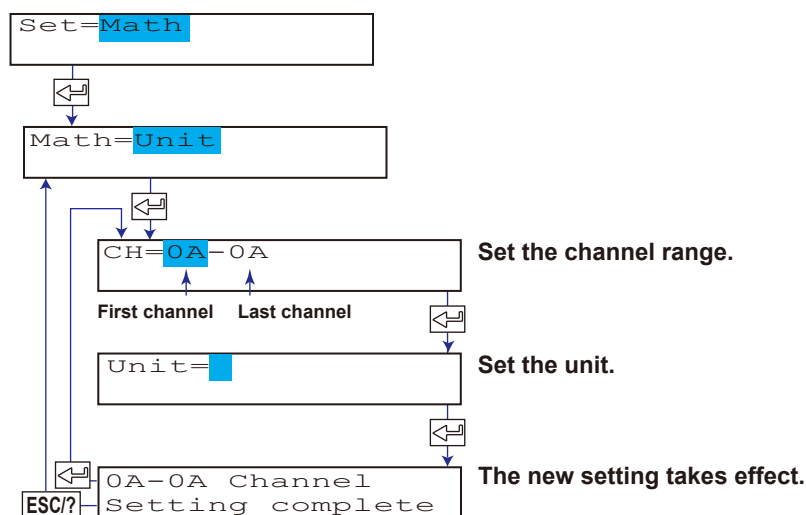 Set=Math
Math=Unit
CH=0A-0A
Set the channel range.
First channel Last channel
Unit=
Set the unit.
0A-0A Channel
The new setting takes effect.
ESC/?
Setting complete